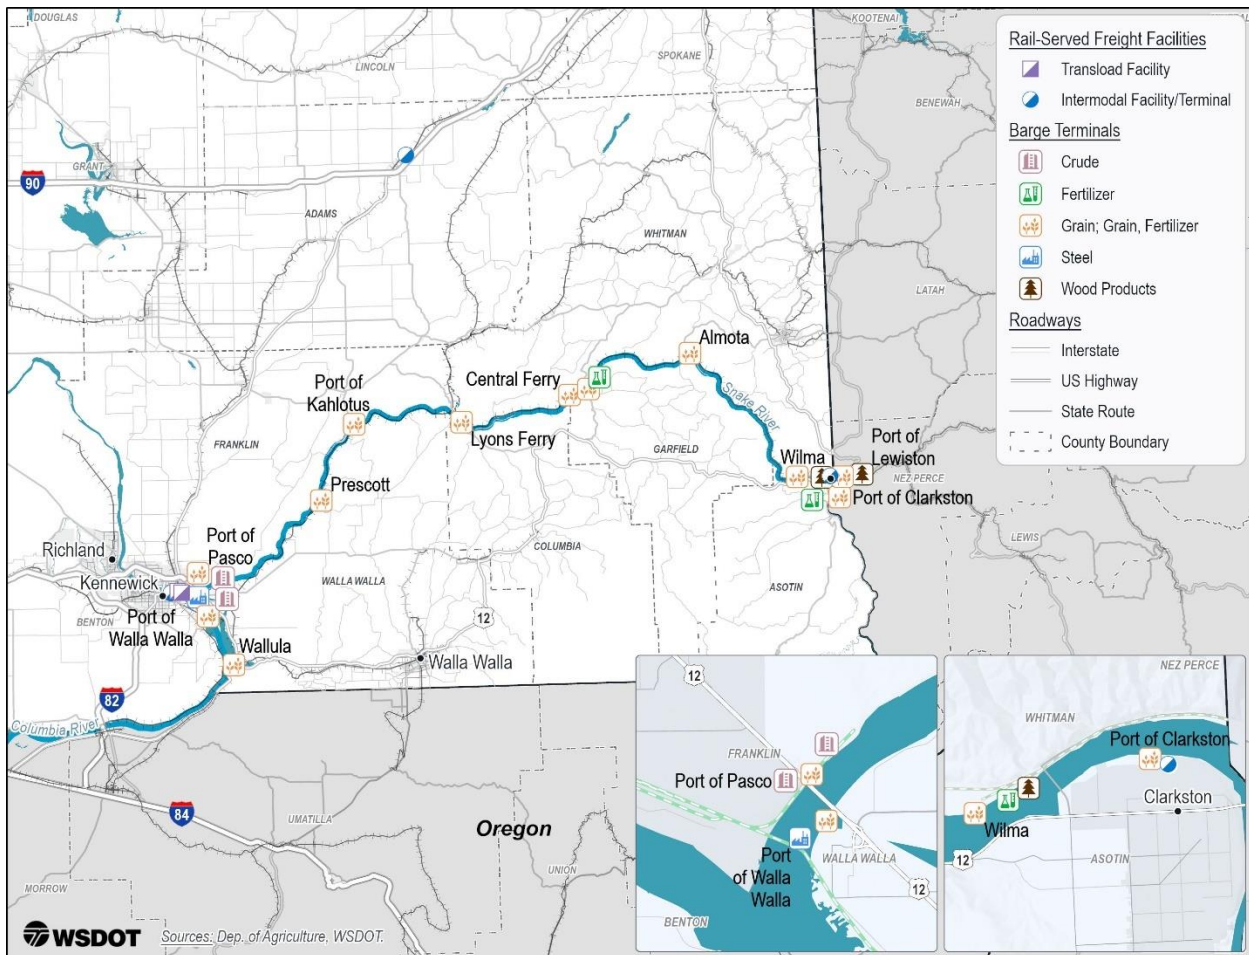 DOUGLAS
LINCOLN
SPOKANE
KOOTENAI
BENEWAH
GRANT
90
ADAMS
WHITMAN
LATAH
Rail-Served Freight Facilities
Transload Facility
Intermodal Facility/Terminal
Barge Terminals
Crude
Fertilizer
Grain; Grain, Fertilizer
Steel
Wood Products
Roadways
Interstate
US Highway
State Route
County Boundary
Almota
Central Ferry
Port of
Kahlotus
Snake River
Lyons Ferry
FRANKLIN
GARFIELD
Wilma
Port of
Lewiston
NEZ PERCE
Port of Clarkston
Prescott
Port of
Pasco
Richland
Kennewick
COLUMBIA
LEWIS
WALLA WALLA
ASOTIN
BENTON
Port of
Walla Walla
12
Wallula
Walla Walla
82
Columbia River
84
UMATILLA
Oregon
MORROW
UNION
WSDOT
Sources: Dep. of Agriculture, WSDOT.
12
FRANKLIN
Port of Pasco
Port
of Walla
Walla
WALLA WALLA
12
BENTON
NEZ PERCE
WHITMAN
Port of Clarkston
Clarkston
Wilma
12
ASOTIN